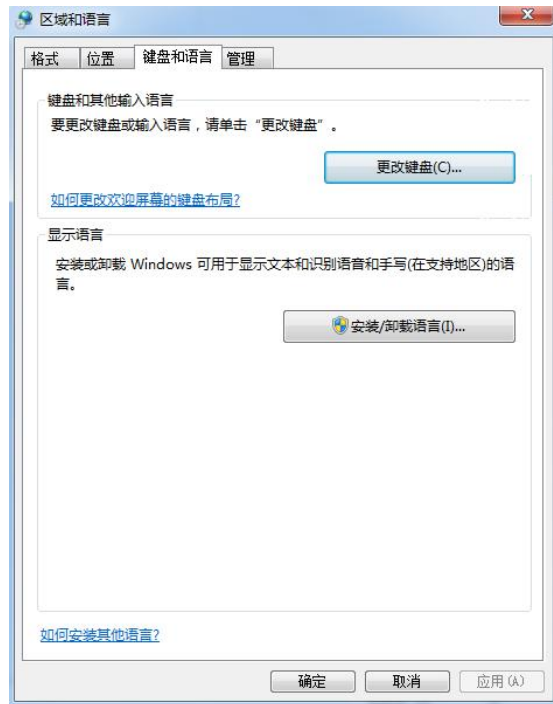 区域和语言
格式 位置 键盘和语言 管理
键盘和其他输入语言
要更改键盘或输入语言，请单击“更改键盘”。
更改键盘(C)...
如何更改欢迎屏幕的键盘布局?
显示语言
安装或卸载 Windows 可用于显示文本和识别语音和手写(在支持地区)的语
言。
安装/卸载语言(I)...
如何安装其他语言?
确定 取消 应用(A)